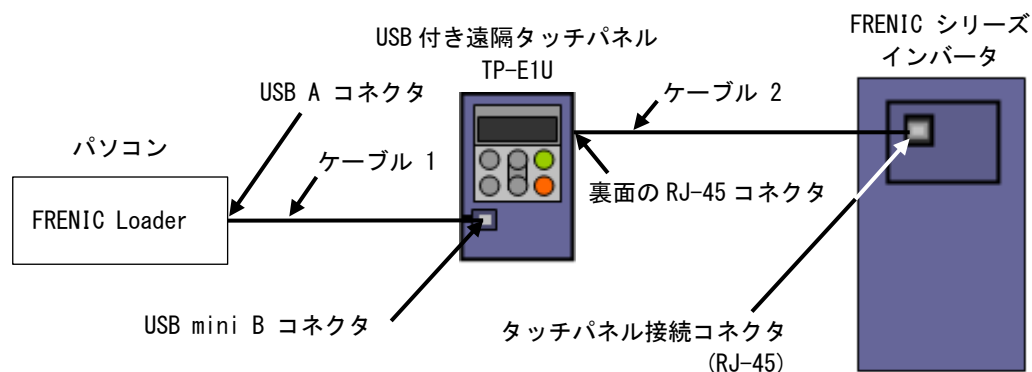 FRENIC シリーズ
インバータ
USB 付き遠隔タッチパネル
TP-E1U
USB A コネクタ
ケーブル 2
パソコン
ケーブル 1
裏面の RJ-45 コネクタ
FRENIC Loader
USB mini B コネクタ
タッチパネル接続コネクタ
(RJ-45)